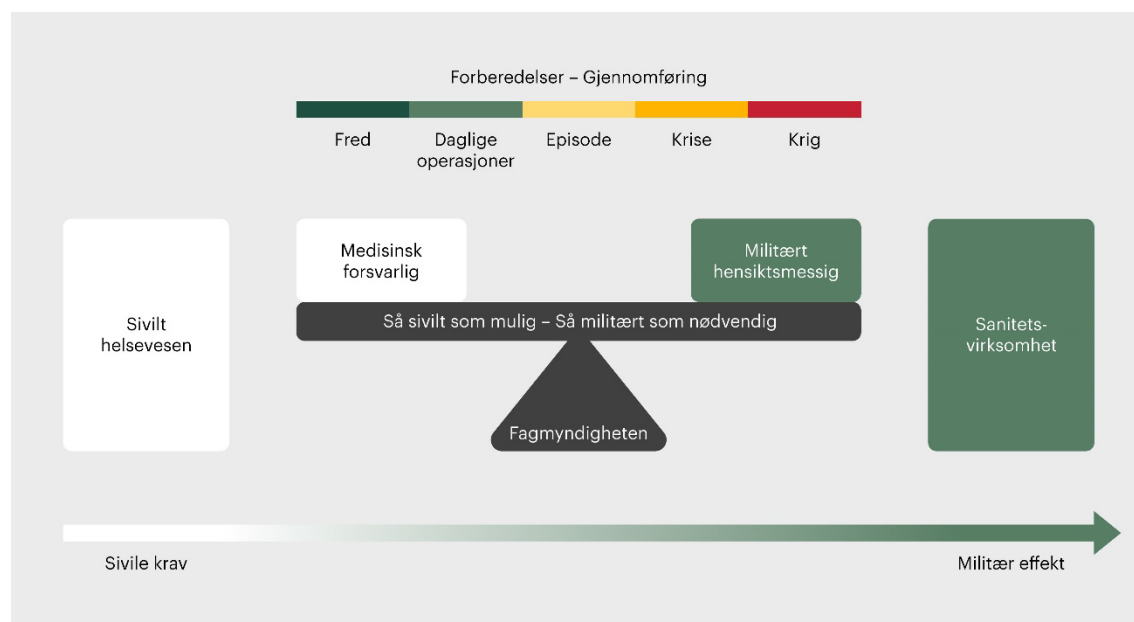 Forberedelser – Gjennomføring
Fred
Daglige
operasjoner
Episode
Krise
Krig
Sivilt
helsevesen
Medisinsk
forsvarlig
Militært
hensiktsmessig
Så sivilt som mulig – Så militært som nødvendig
Fagmyndigheten
Sanitets-
virksomhet
Sivile krav
Militær effekt